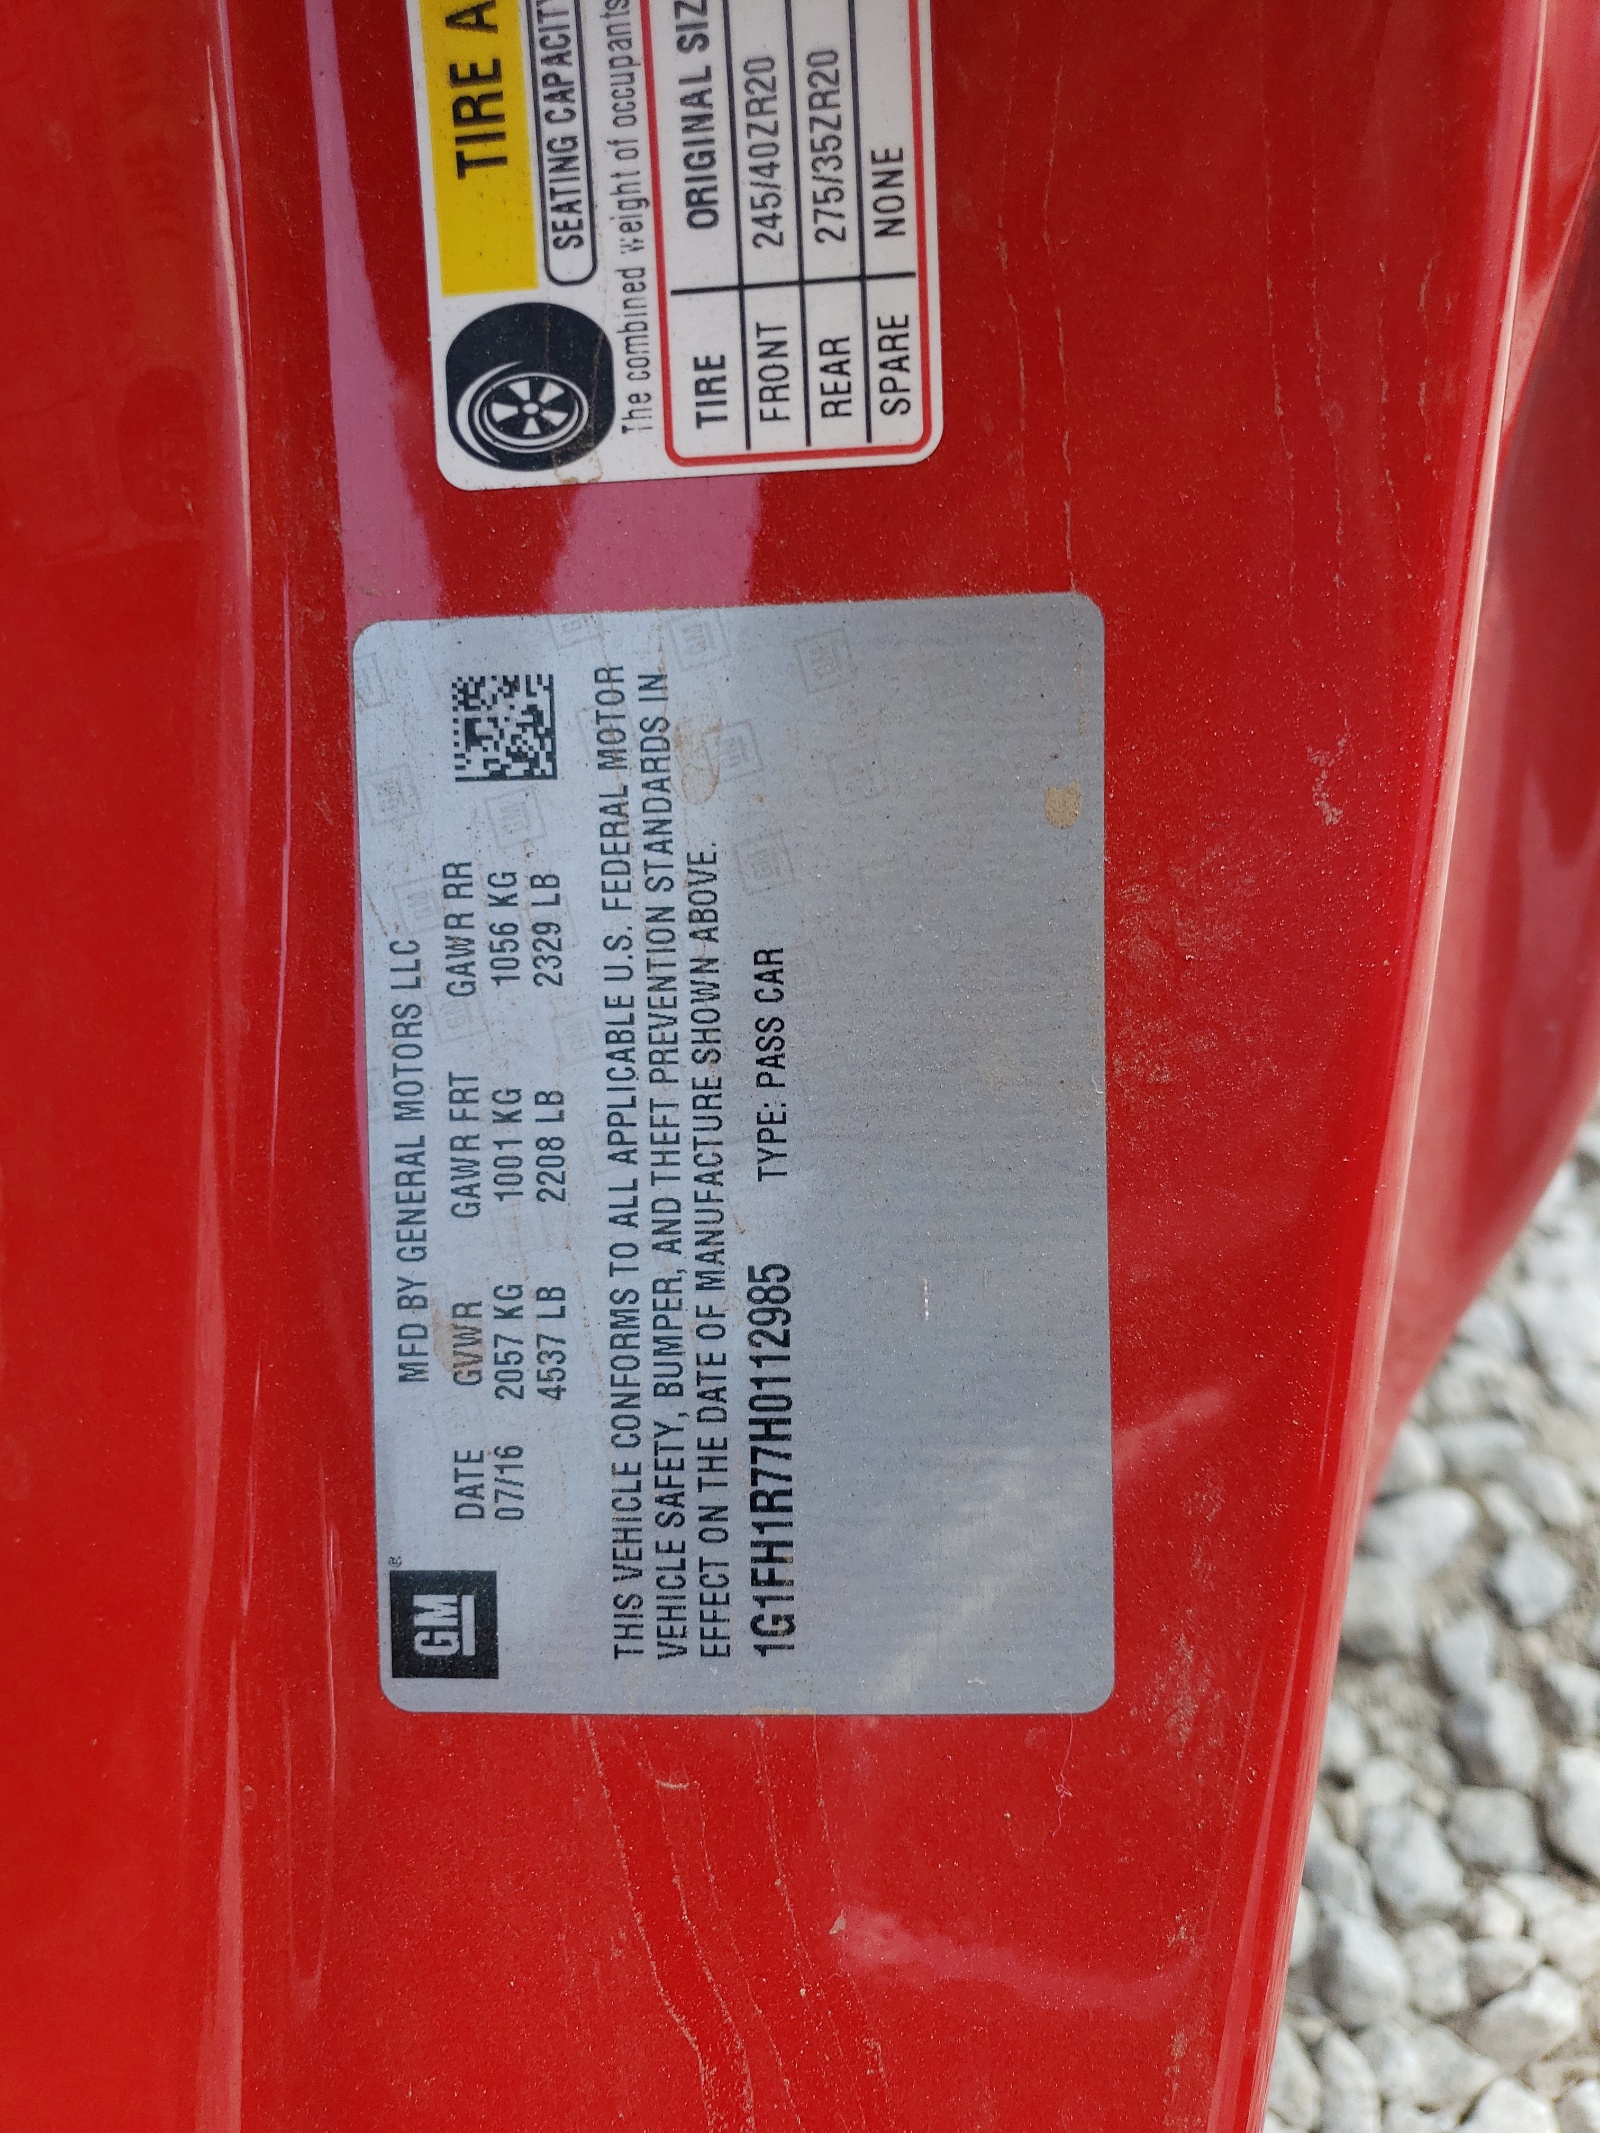 GM®
MFD BY GENERAL MOTORS LLC
DATE GVWR GAWR FRT GAWR RR
07/16 2057 KG 1001 KG 1056 KG
4537 LB 2208 LB 2329 LB
THIS VEHICLE CONFORMS TO ALL APPLICABLE U.S. FEDERAL MOTOR
VEHICLE SAFETY, BUMPER, AND THEFT PREVENTION STANDARDS IN
EFFECT ON THE DATE OF MANUFACTURE SHOWN ABOVE.
1G1FH1R77H0112985 TYPE: PASS CAR
TIRE A
SEATING CAPACITY
The combined weight of occupants
TIRE ORIGINAL SIZ
FRONT 245/40ZR20
REAR 275/35ZR20
SPARE NONE